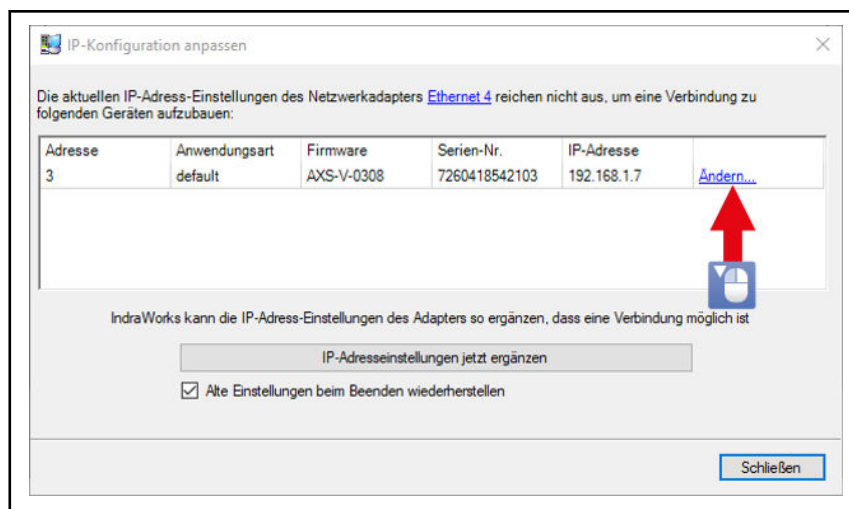 IP-Konfiguration anpassen
Die aktuellen IP-Adress-Einstellungen des Netzwerkadapters Ethernet 4 reichen nicht aus, um eine Verbindung zu
folgenden Geräten aufzubauen:
Adresse Anwendungsart Firmware Serien-Nr. IP-Adresse
3 default AXS-V-0308 7260418542103 192.168.1.7 Ändern...
IndraWorks kann die IP-Adress-Einstellungen des Adapters so ergänzen, dass eine Verbindung möglich ist
IP-Adresseinstellungen jetzt ergänzen
Alte Einstellungen beim Beenden wiederherstellen
Schließen